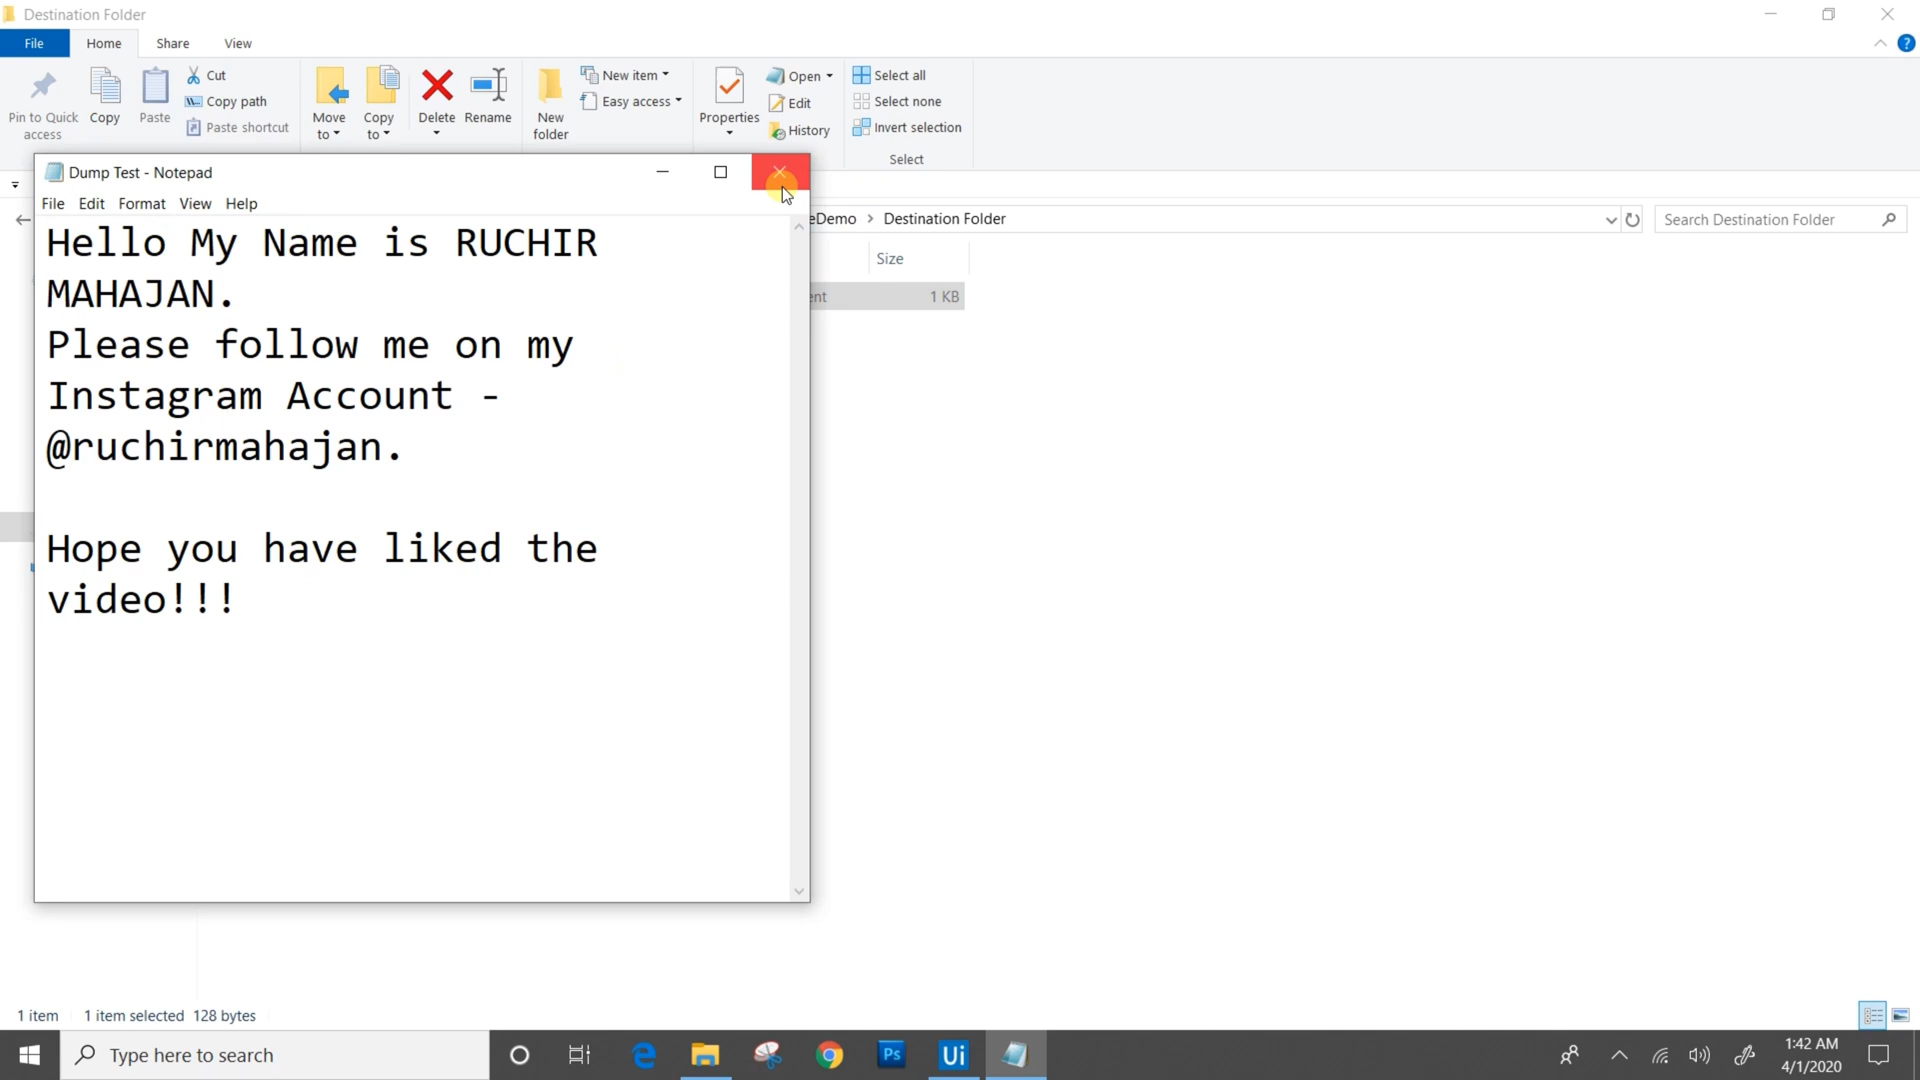 Destination Folder
File Home Share View
Pin to Quick access
Copy
Paste
Cut
Copy path
Paste shortcut
Move to
Copy to
Delete
Rename
New folder
New item
Easy access
Properties
Open
Edit
History
Select all
Select none
Invert selection
Select
Dump Test - Notepad
File Edit Format View Help
eDemo > Destination Folder
Search Destination Folder
Size
ent 1 KB
Hello My Name is RUCHIR
MAHAJAN.
Please follow me on my
Instagram Account -
@ruchirmahajan.
Hope you have liked the
video!!!
1 item 1 item selected 128 bytes
Type here to search
Ps
Ui
1:42 AM
4/1/2020